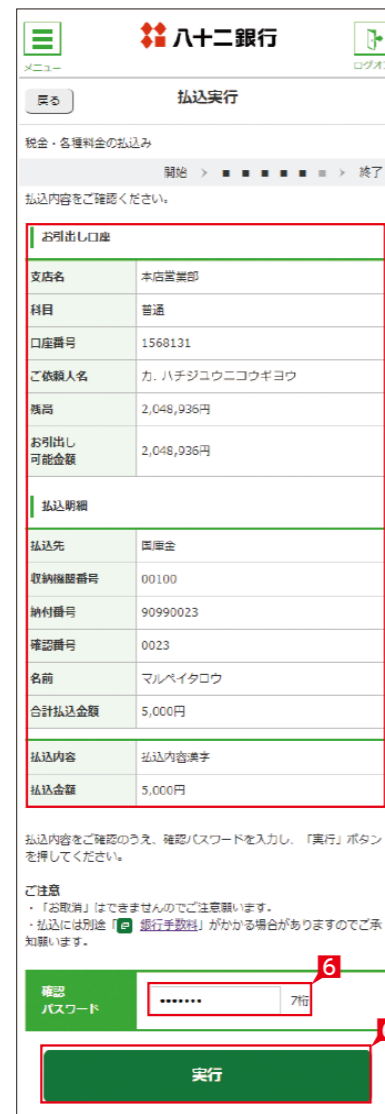 八十二銀行
メニュー
戻る
払込実行
税金・各種料金の払込み
開始 > ■ ■ ■ ■ ■ ■ > 終了
払込内容をご確認ください。
お引出し口座
支店名 本店営業部
科目 普通
口座番号 1568131
ご依頼人名 カ.ハチジユウニコウギヨウ
残高 2,048,936円
お引出し
可能金額 2,048,936円
払込明細
払込先 国庫金
収納機関番号 00100
納付番号 90990023
確認番号 0023
名前 マルペイタロウ
合計払込金額 5,000円
払込内容 払込内容漢字
払込金額 5,000円
払込内容をご確認のうえ、確認パスワードを入力し、「実行」ボタン
を押してください。
ご注意
・「お取消」はできませんのでご注意願います。
・払込には別途「銀行手数料」がかかる場合がありますのでご承
知願います。
6
確認
パスワード ••••••• 7桁
実行